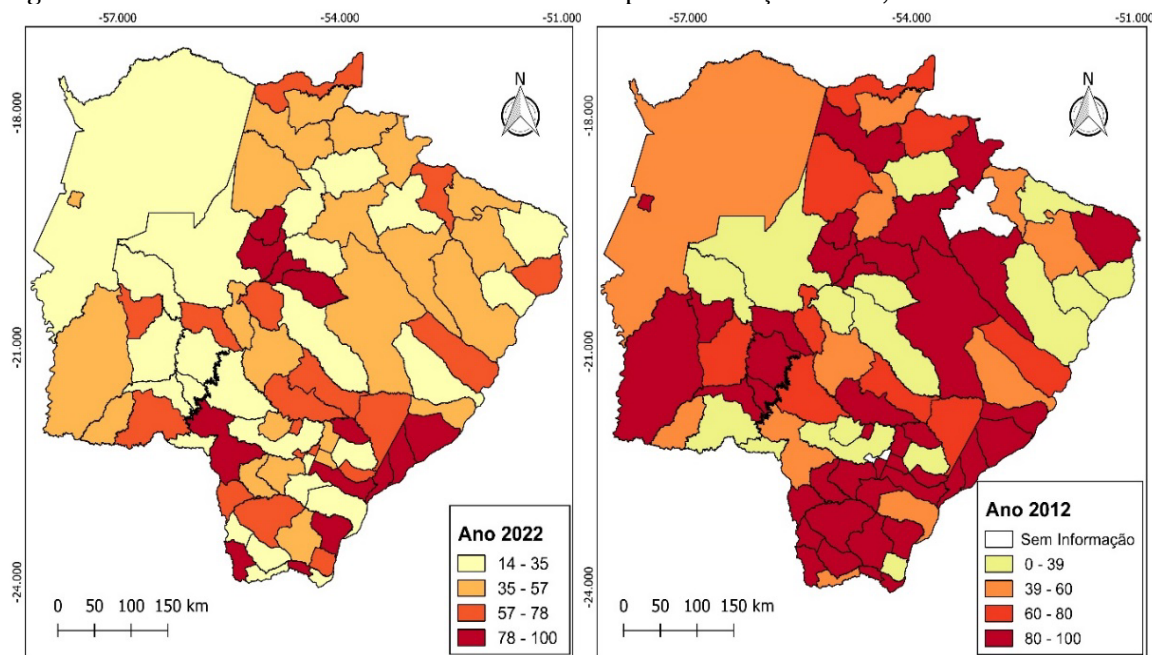 -57.000 -54.000 -51.000
-57.000 -54.000 -51.000
N
N
-18.000
-18.000
-21.000
-21.000
-24.000
-24.000
Ano 2022
14 - 35
35 - 57
57 - 78
78 - 100
0 50 100 150 km
Ano 2012
Sem Informação
0 - 39
39 - 60
60 - 80
80 - 100
0 50 100 150 km